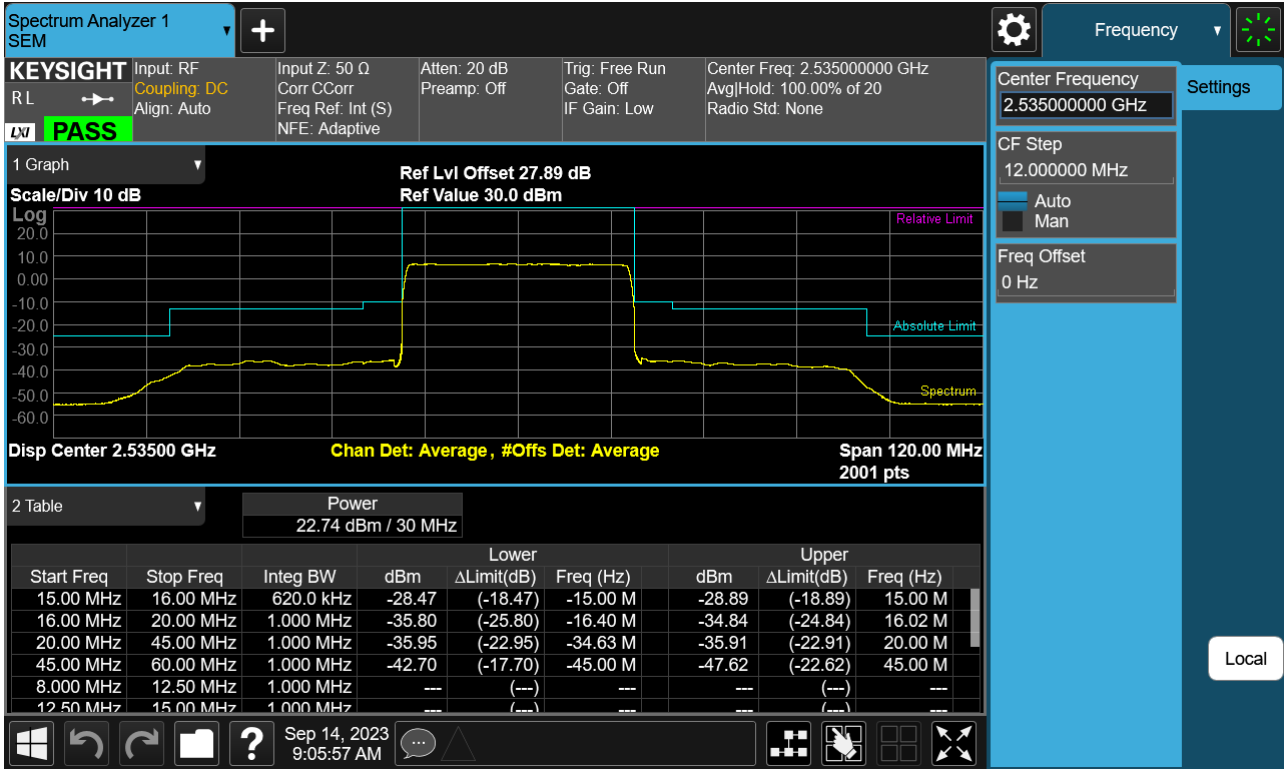 Spectrum Analyzer 1
SEM
Frequency
KEYSIGHT
R L
LXI
PASS
Input: RF
Coupling: DC
Align: Auto
Input Z: 50 Ω
Corr CCorr
Freq Ref: Int (S)
NFE: Adaptive
Atten: 20 dB
Preamp: Off
Trig: Free Run
Gate: Off
IF Gain: Low
Center Freq: 2.535000000 GHz
Avg|Hold: 100.00% of 20
Radio Std: None
Center Frequency
2.535000000 GHz
Settings
CF Step
12.000000 MHz
Auto
Man
Freq Offset
0 Hz
Local
1 Graph
Ref Lvl Offset 27.89 dB
Scale/Div 10 dB
Ref Value 30.0 dBm
Log
Relative Limit
20.0
10.0
0.00
-10.0
-20.0
Absolute Limit
-30.0
-40.0
-50.0
Spectrum
-60.0
Disp Center 2.53500 GHz
Chan Det: Average , #Offs Det: Average
Span 120.00 MHz
2001 pts
2 Table
Power
22.74 dBm / 30 MHz
Lower Upper
Start Freq Stop Freq Integ BW dBm ΔLimit(dB) Freq (Hz) dBm ΔLimit(dB) Freq (Hz)
15.00 MHz 16.00 MHz 620.0 kHz -28.47 (-18.47) -15.00 M -28.89 (-18.89) 15.00 M
16.00 MHz 20.00 MHz 1.000 MHz -35.80 (-25.80) -16.40 M -34.84 (-24.84) 16.02 M
20.00 MHz 45.00 MHz 1.000 MHz -35.95 (-22.95) -34.63 M -35.91 (-22.91) 20.00 M
45.00 MHz 60.00 MHz 1.000 MHz -42.70 (-17.70) -45.00 M -47.62 (-22.62) 45.00 M
8.000 MHz 12.50 MHz 1.000 MHz --- (---) --- --- (---) ---
12.50 MHz 15.00 MHz 1.000 MHz --- (---) --- --- (---) ---
?
Sep 14, 2023
9:05:57 AM